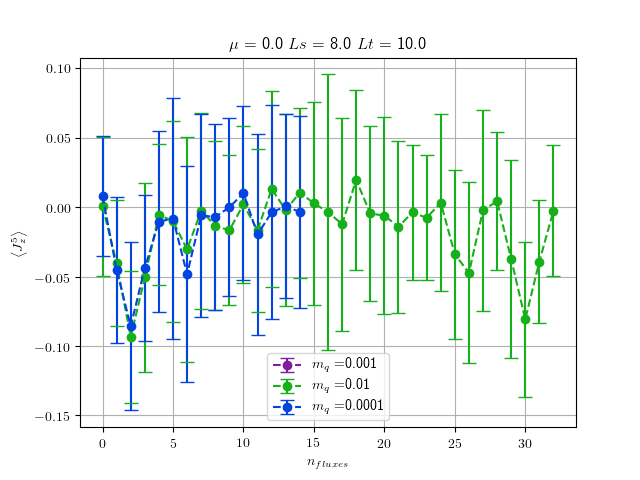 μ = 0.0 Ls = 8.0 Lt = 10.0
⟨J_z^5⟩
0.10
0.05
0.00
−0.05
−0.10
−0.15
m_q =0.001
m_q =0.01
m_q =0.0001
0 5 10 15 20 25 30
n_{fluxes}